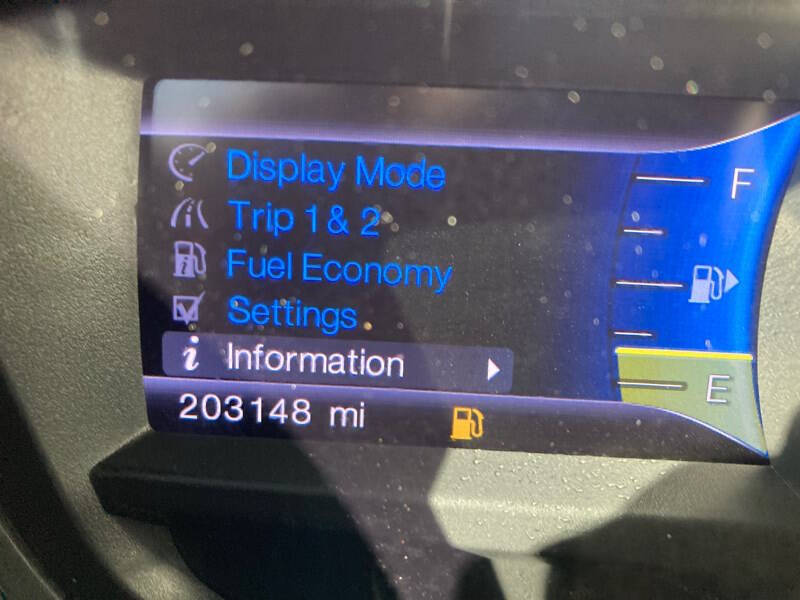 Display Mode
Trip 1 & 2
Fuel Economy
Settings
i Information
203148 mi
F
E